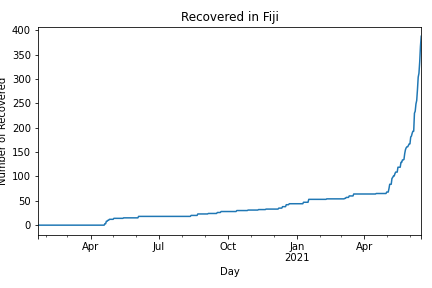 Recovered in Fiji
Number of Recovered
400
350
300
250
200
150
100
50
0
Apr
Jul
Oct
Jan
2021
Apr
Day